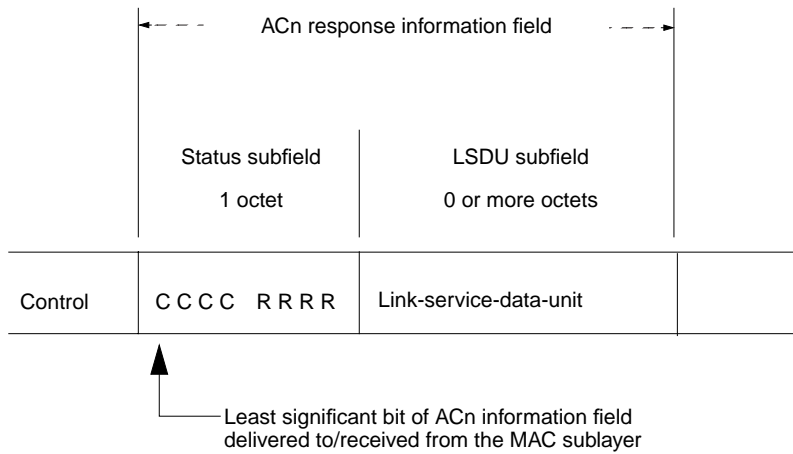 ACn response information field
Status subfield
LSDU subfield
1 octet
0 or more octets
Control
C C C C R R R R
Link-service-data-unit
Least significant bit of ACn information field
delivered to/received from the MAC sublayer